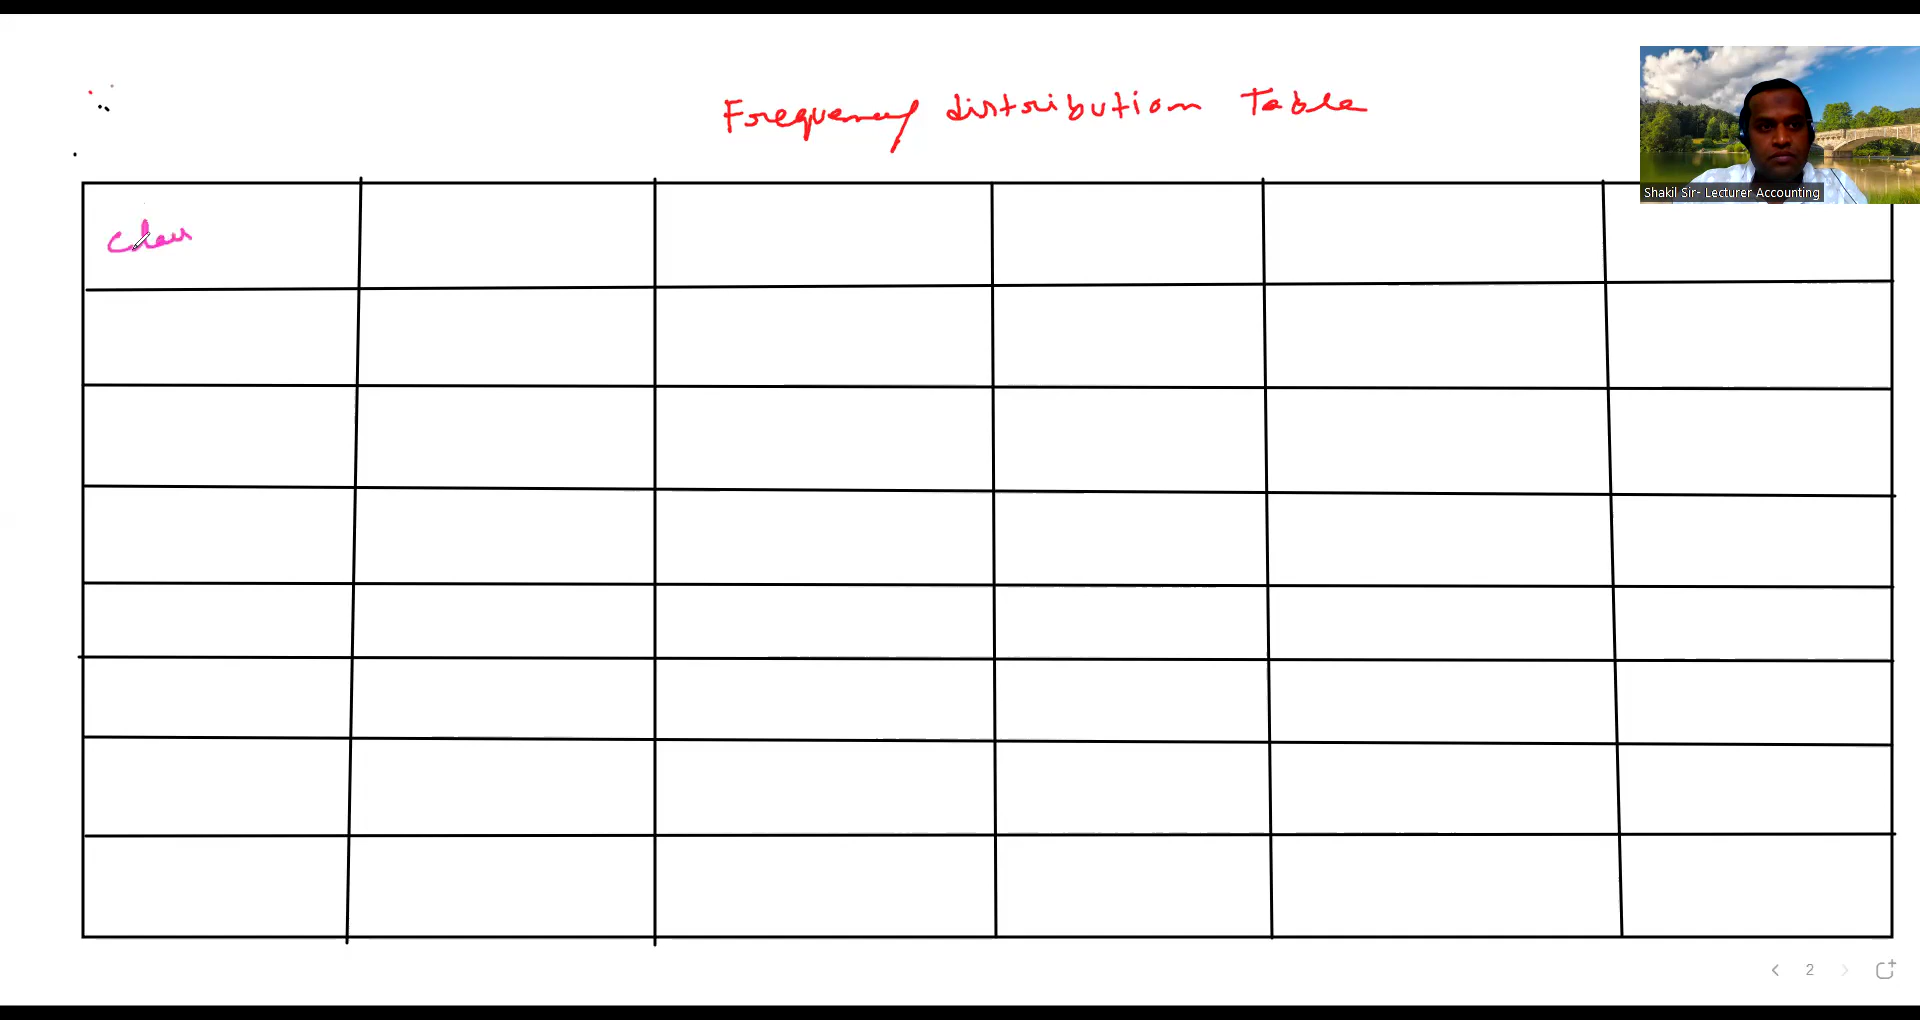 Frequency distribution Table
Shakil Sir- Lecturer Accounting
Class
2